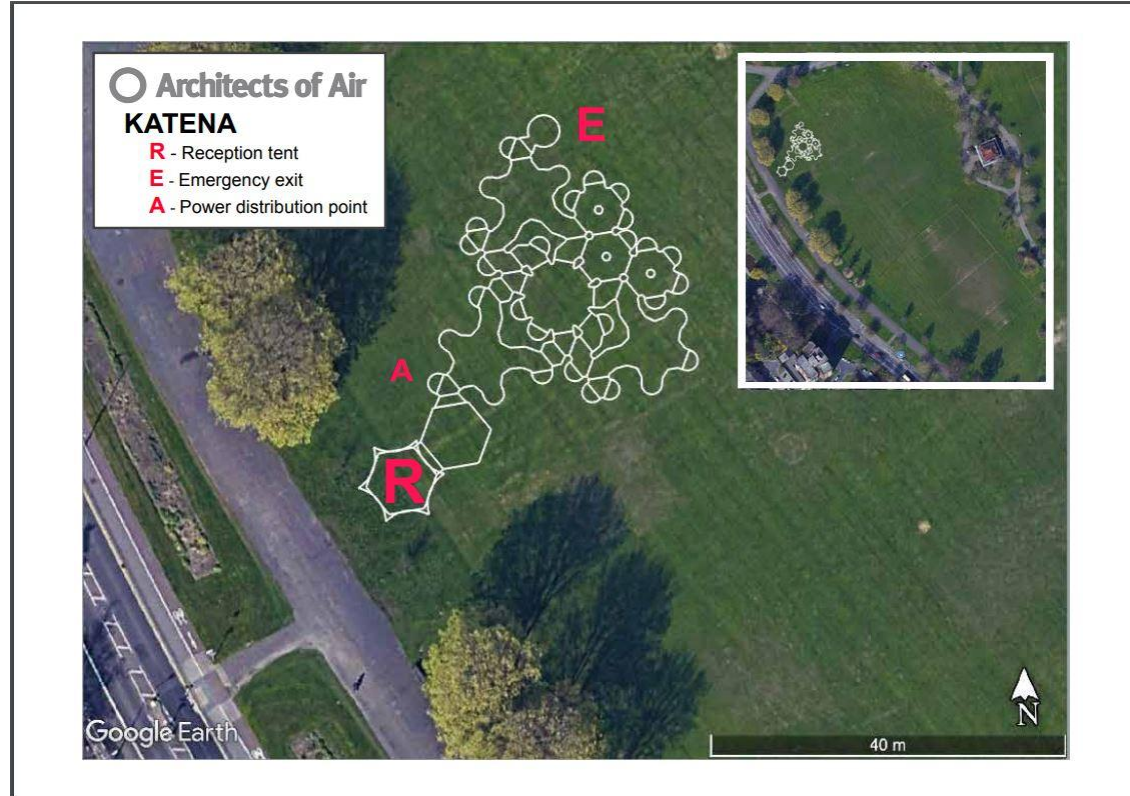 Architects of Air
KATENA
R - Reception tent
E - Emergency exit
A - Power distribution point
E
A
R
N
Google Earth
40 m